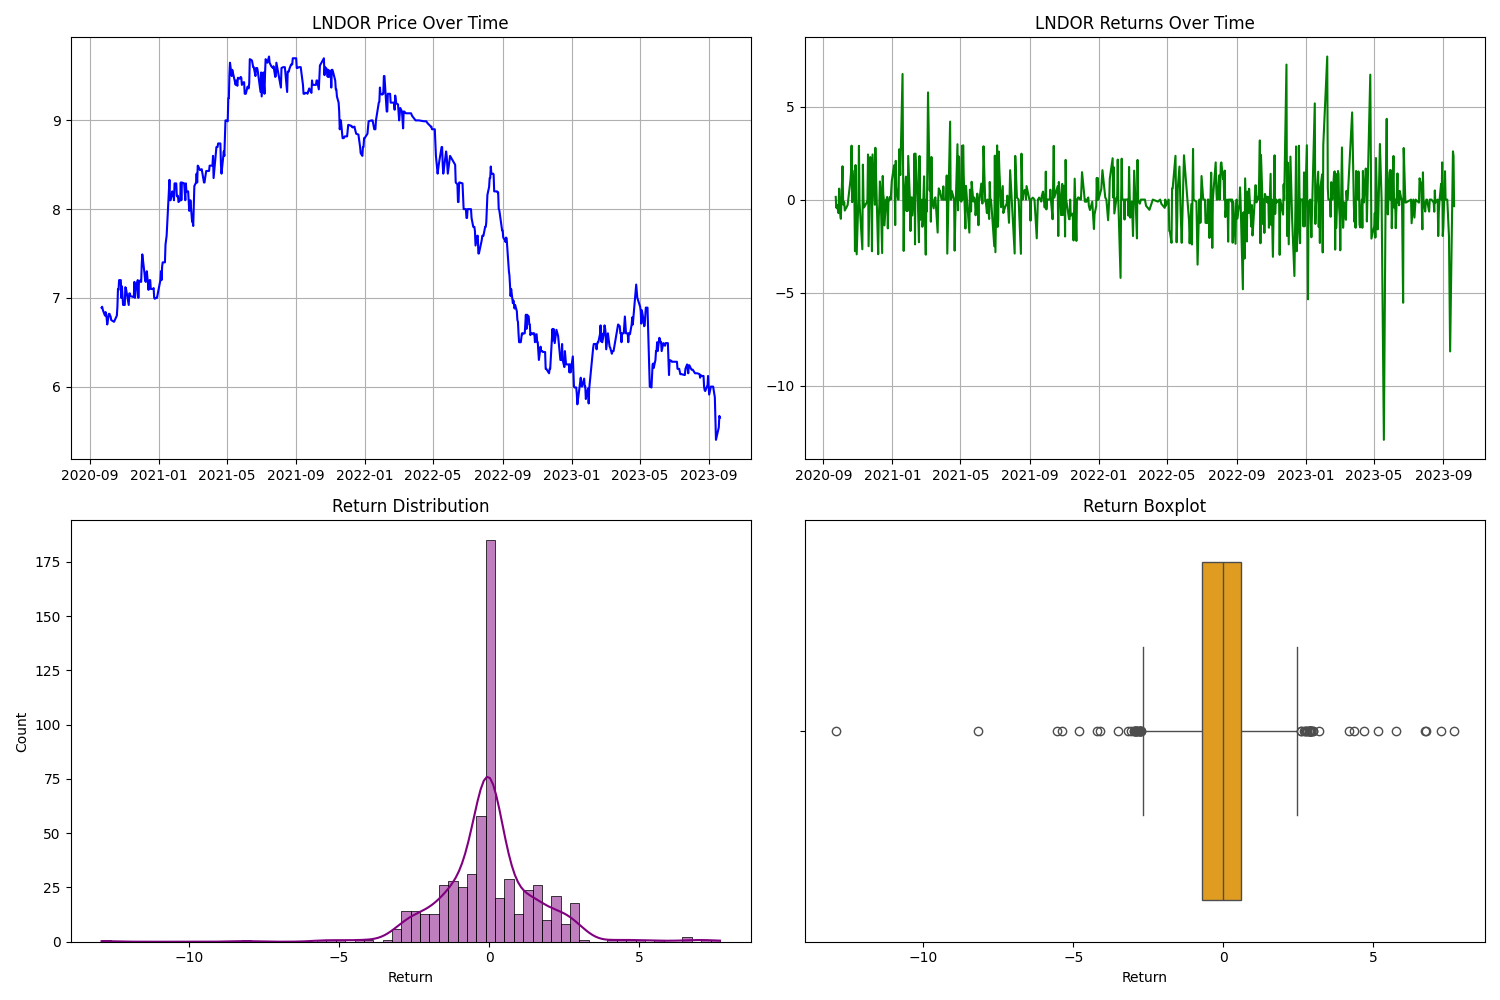 LNDOR Price Over Time
9
8
7
6
2020-09 2021-01 2021-05 2021-09 2022-01 2022-05 2022-09 2023-01 2023-05 2023-09
LNDOR Returns Over Time
5
0
−5
−10
2020-09 2021-01 2021-05 2021-09 2022-01 2022-05 2022-09 2023-01 2023-05 2023-09
Return Distribution
Count
175
150
125
100
75
50
25
0
−10 −5 0 5
Return
Return Boxplot
−10 −5 0 5
Return